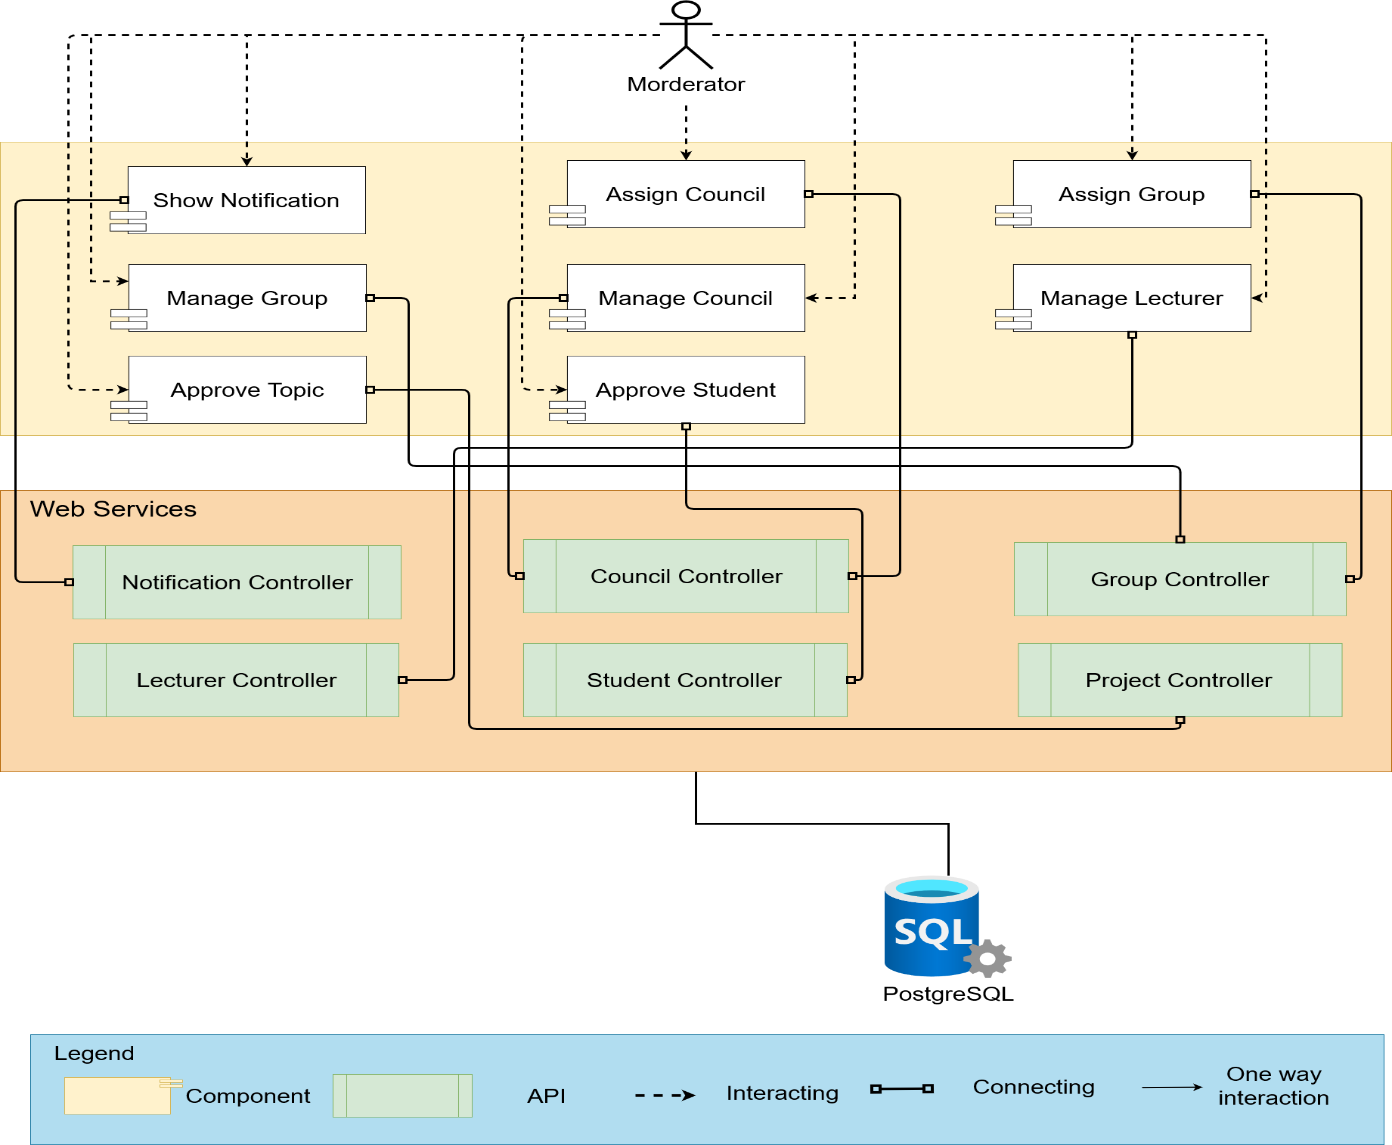 Morderator
Show Notification
Assign Council
Assign Group
Manage Group
Manage Council
Manage Lecturer
Approve Topic
Approve Student
Web Services
Notification Controller
Council Controller
Group Controller
Lecturer Controller
Student Controller
Project Controller
SQL
PostgreSQL
Legend
Component
API
Interacting
Connecting
One way
interaction